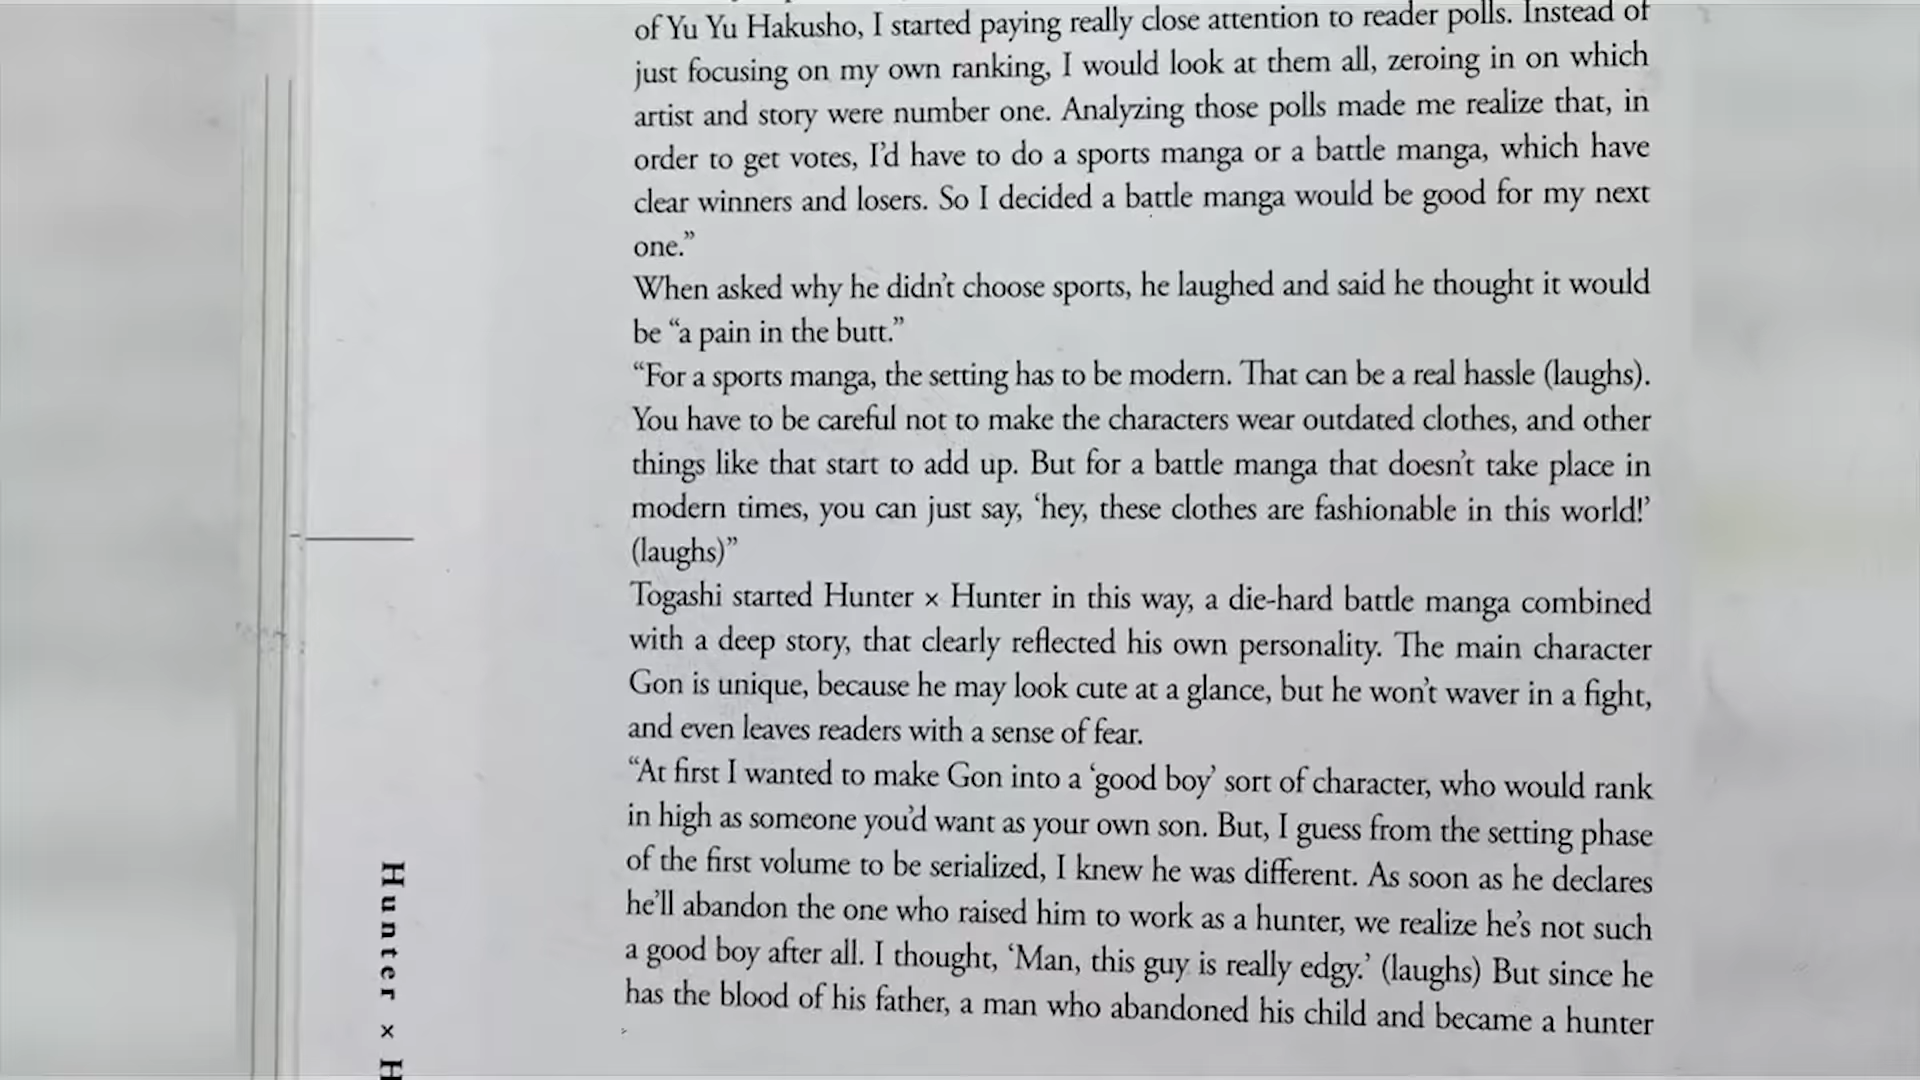 of Yu Yu Hakusho, I started paying really close attention to reader polls. Instead of
just focusing on my own ranking, I would look at them all, zeroing in on which
artist and story were number one. Analyzing those polls made me realize that, in
order to get votes, I’d have to do a sports manga or a battle manga, which have
clear winners and losers. So I decided a battle manga would be good for my next
one.”
When asked why he didn’t choose sports, he laughed and said he thought it would
be “a pain in the butt.”
“For a sports manga, the setting has to be modern. That can be a real hassle (laughs).
You have to be careful not to make the characters wear outdated clothes, and other
things like that start to add up. But for a battle manga that doesn’t take place in
modern times, you can just say, ‘hey, these clothes are fashionable in this world!’
(laughs)”
Togashi started Hunter × Hunter in this way, a die-hard battle manga combined
with a deep story, that clearly reflected his own personality. The main character
Gon is unique, because he may look cute at a glance, but he won’t waver in a fight,
and even leaves readers with a sense of fear.
“At first I wanted to make Gon into a ‘good boy’ sort of character, who would rank
in high as someone you’d want as your own son. But, I guess from the setting phase
of the first volume to be serialized, I knew he was different. As soon as he declares
he’ll abandon the one who raised him to work as a hunter, we realize he’s not such
a good boy after all. I thought, ‘Man, this guy is really edgy.’ (laughs) But since he
has the blood of his father, a man who abandoned his child and became a hunter
Hunter × H